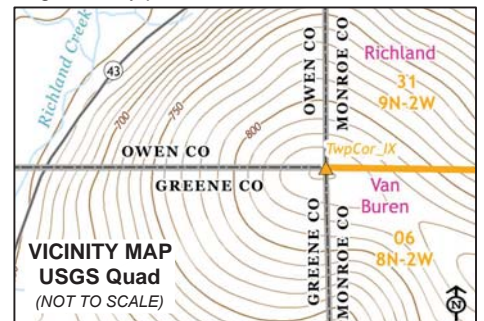 Richland Creek
43
700
750
800
OWEN CO
MONROE CO
Richland
31
9N-2W
TwpCor_IX
OWEN CO
GREENE CO
Van
Buren
06
8N-2W
GREENE CO
MONROE CO
VICINITY MAP
USGS Quad
(NOT TO SCALE)
N